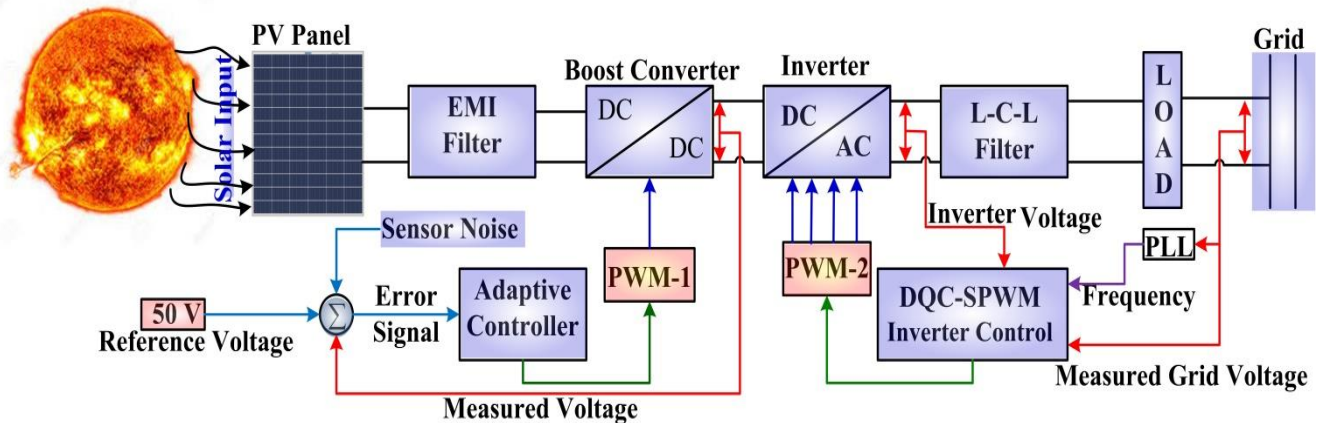 PV Panel
Grid
Boost Converter
Inverter
Solar Input
EMI
Filter
DC
DC
DC
AC
L-C-L
Filter
L
O
A
D
Sensor Noise
Inverter Voltage
PWM-1
PWM-2
PLL
50 V
Reference Voltage
Σ
Error
Signal
Adaptive
Controller
DQC-SPWM
Inverter Control
Frequency
Measured Voltage
Measured Grid Voltage